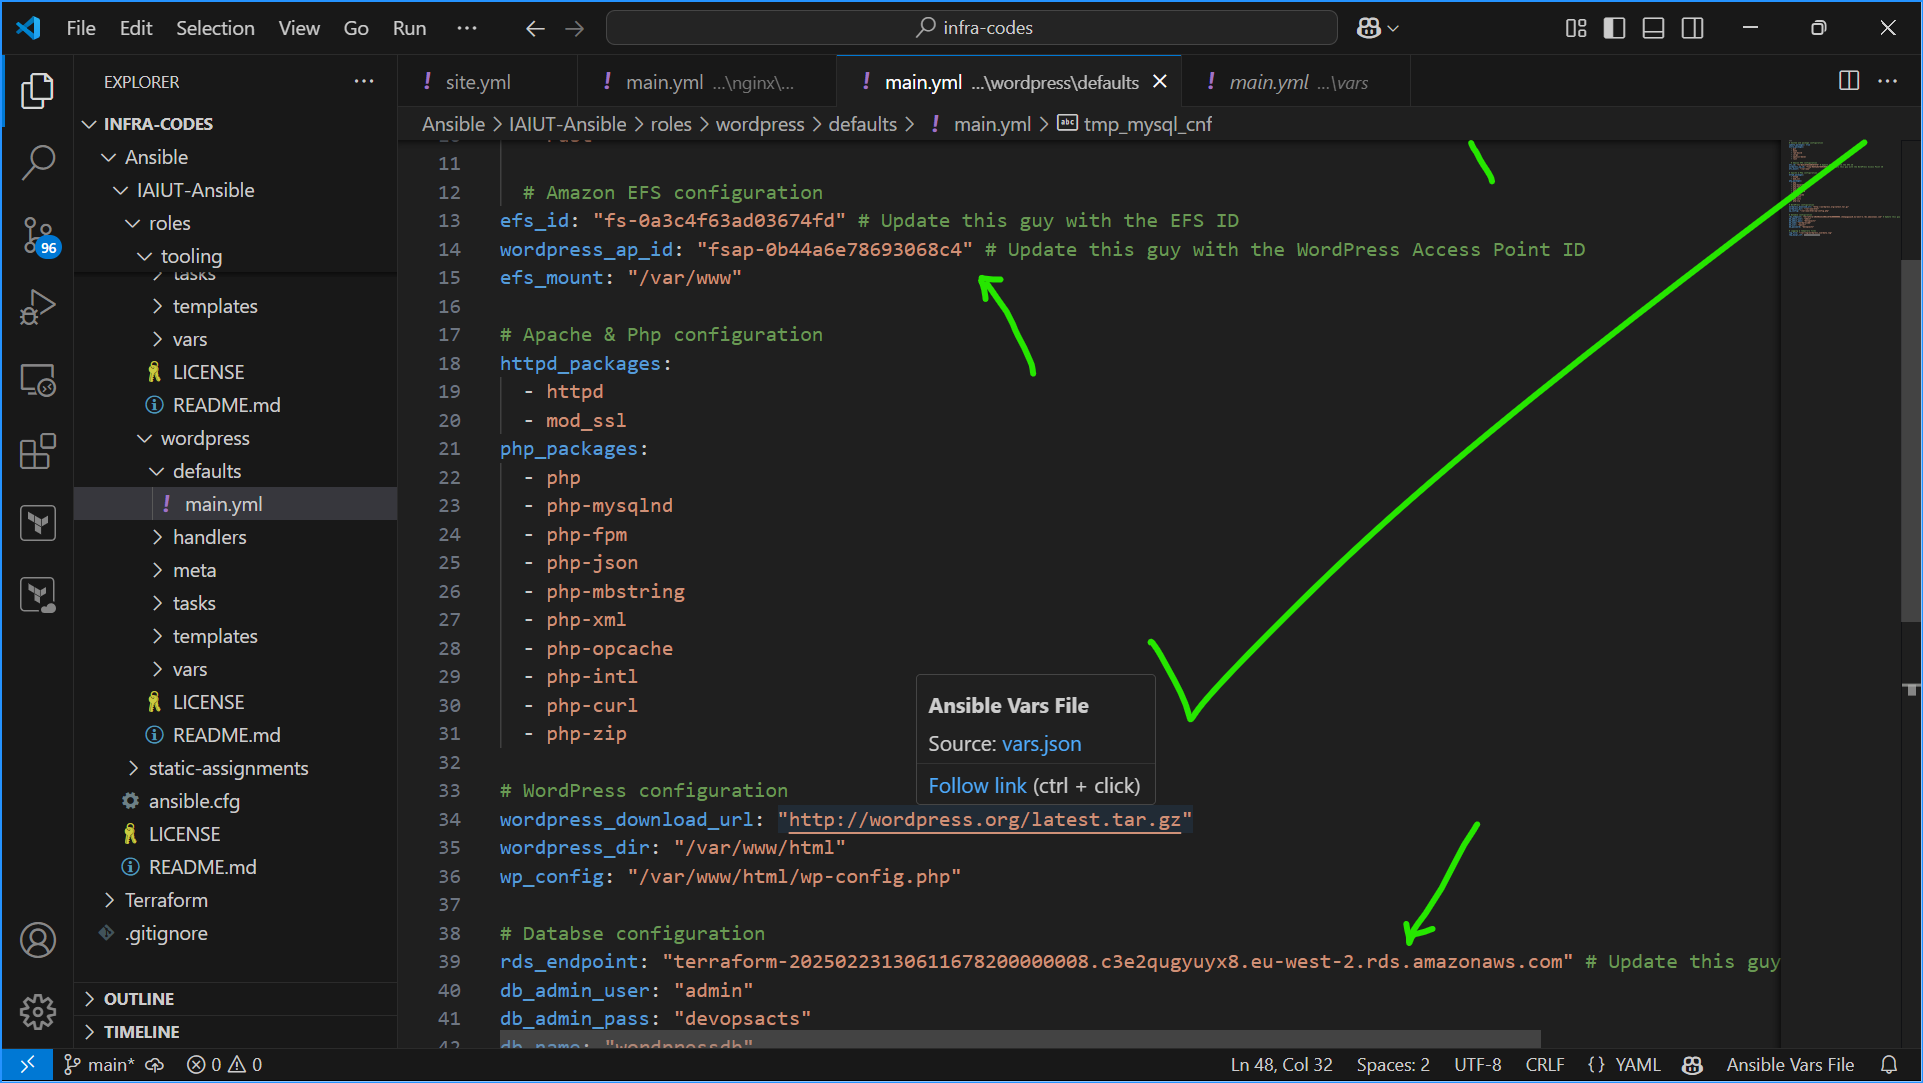 File Edit Selection View Go Run ··· infra-codes
EXPLORER ···
INFRA-CODES
Ansible
IAIUT-Ansible
roles
tooling
tasks
templates
vars
LICENSE
README.md
wordpress
defaults
! main.yml
handlers
meta
tasks
templates
vars
LICENSE
README.md
static-assignments
ansible.cfg
LICENSE
README.md
Terraform
.gitignore
OUTLINE
TIMELINE
96
! site.yml ! main.yml ...\nginx\... ! main.yml ...\wordpress\defaults ! main.yml ...\vars
Ansible > IAIUT-Ansible > roles > wordpress > defaults > ! main.yml > abc tmp_mysql_cnf
11
12 # Amazon EFS configuration
13 efs_id: "fs-0a3c4f63ad03674fd" # Update this guy with the EFS ID
14 wordpress_ap_id: "fsap-0b44a6e78693068c4" # Update this guy with the WordPress Access Point ID
15 efs_mount: "/var/www"
16
17 # Apache & Php configuration
18 httpd_packages:
19 - httpd
20 - mod_ssl
21 php_packages:
22 - php
23 - php-mysqlnd
24 - php-fpm
25 - php-json
26 - php-mbstring
27 - php-xml
28 - php-opcache
29 - php-intl
30 - php-curl
31 - php-zip
32
33 # WordPress configuration
34 wordpress_download_url: "http://wordpress.org/latest.tar.gz"
35 wordpress_dir: "/var/www/html"
36 wp_config: "/var/www/html/wp-config.php"
37
38 # Databse configuration
39 rds_endpoint: "terraform-20250223130611678200000008.c3e2qugyuyx8.eu-west-2.rds.amazonaws.com" # Update this guy
40 db_admin_user: "admin"
41 db_admin_pass: "devopsacts"
42 db_name: "wordpressdb"
Ansible Vars File
Source: vars.json
Follow link (ctrl + click)
main* 0 0 Ln 48, Col 32 Spaces: 2 UTF-8 CRLF {} YAML Ansible Vars File